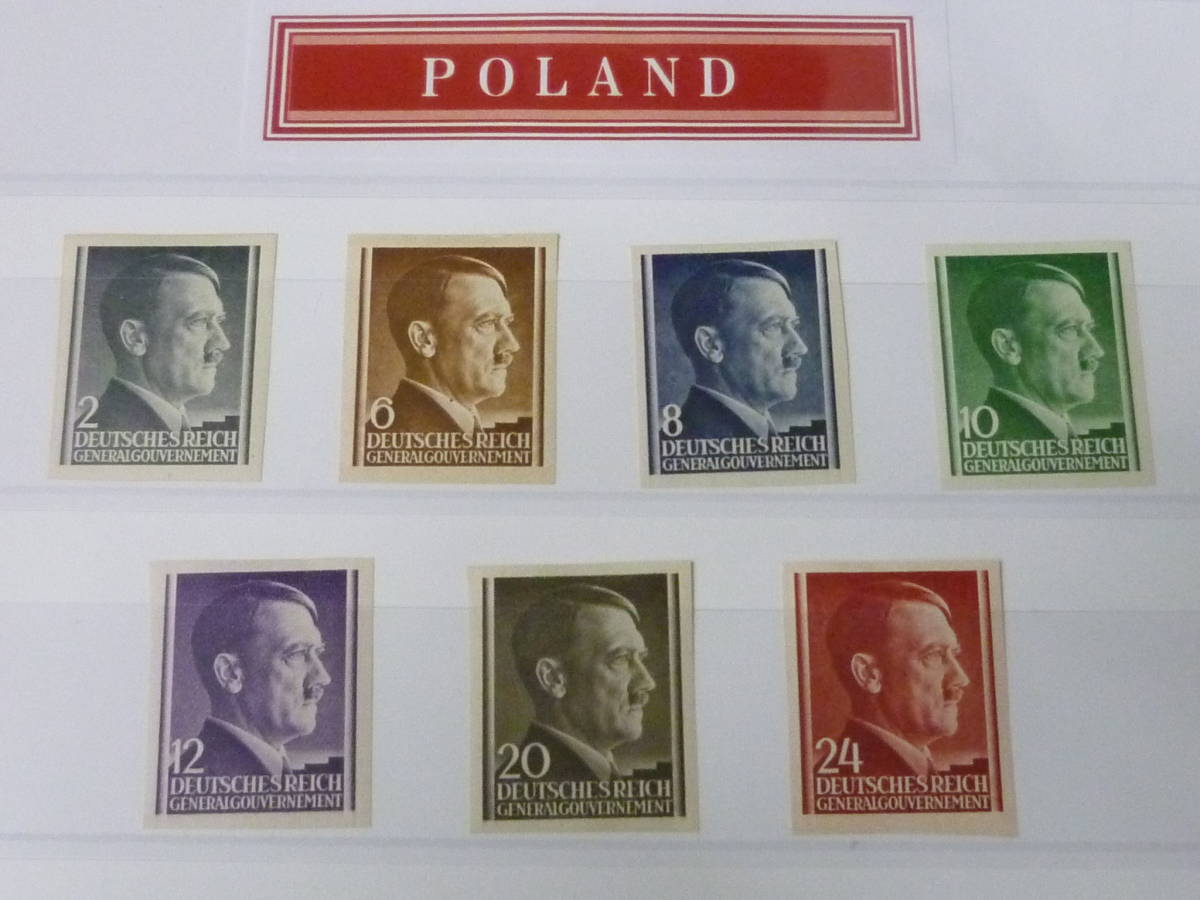 POLAND
2
DEUTSCHES REICH
GENERALGOUVERNEMENT
6
DEUTSCHES REICH
GENERALGOUVERNEMENT
8
DEUTSCHES REICH
GENERALGOUVERNEMENT
10
DEUTSCHES REICH
GENERALGOUVERNEMENT
12
DEUTSCHES REICH
GENERALGOUVERNEMENT
20
DEUTSCHES REICH
GENERALGOUVERNEMENT
24
DEUTSCHES REICH
GENERALGOUVERNEMENT